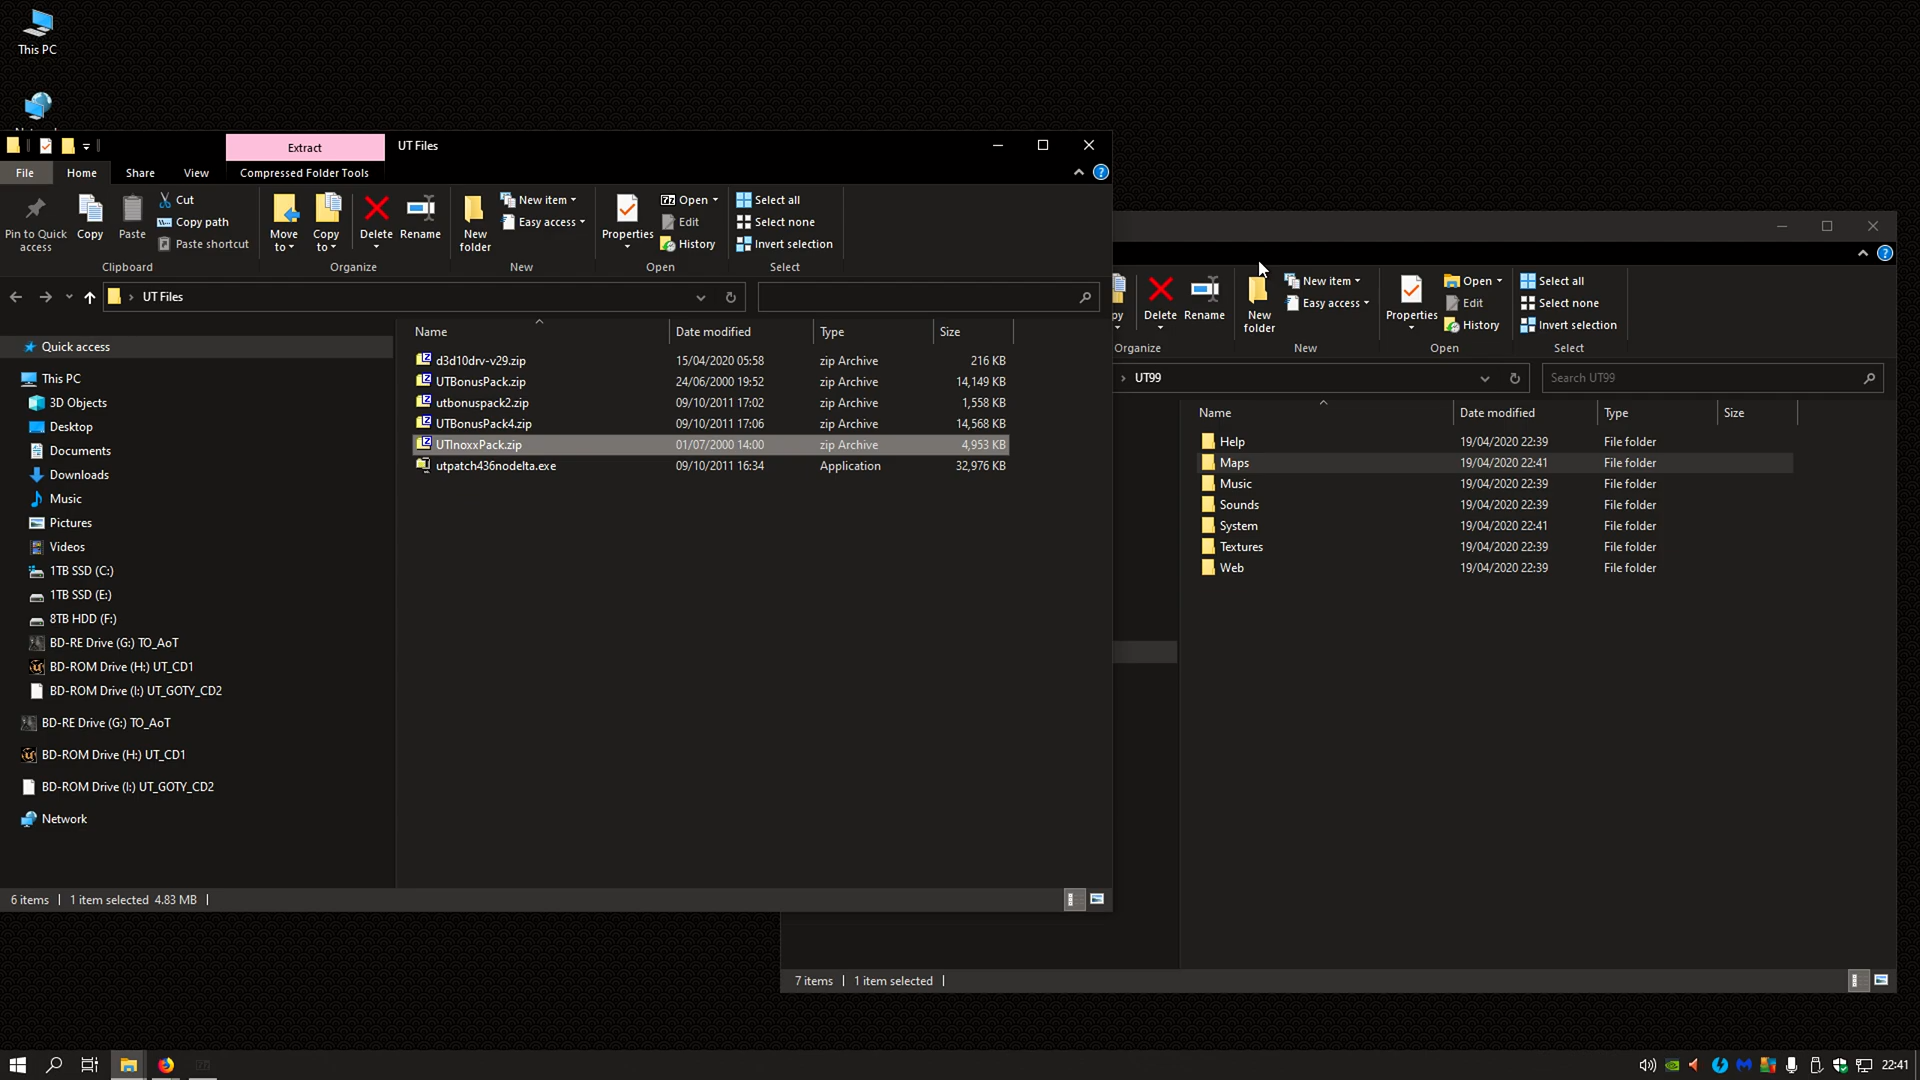 This PC
Extract
UT Files
File
Home
Share
View
Compressed Folder Tools
Pin to Quick access
Copy
Paste
Cut
Copy path
Paste shortcut
Move to
Copy to
Delete
Rename
New folder
New item
Easy access
Properties
Open
Edit
History
Select all
Select none
Invert selection
Clipboard
Organize
New
Open
Select
UT Files
Name
Date modified
Type
Size
d3d10drv-v29.zip 15/04/2020 05:58 zip Archive 216 KB
UTBonusPack.zip 24/06/2000 19:52 zip Archive 14,149 KB
utbonuspack2.zip 09/10/2011 17:02 zip Archive 1,558 KB
UTBonusPack4.zip 09/10/2011 17:06 zip Archive 14,568 KB
UTInoxxPack.zip 01/07/2000 14:00 zip Archive 4,953 KB
utpatch436nodelta.exe 09/10/2011 16:34 Application 32,976 KB
Quick access
This PC
3D Objects
Desktop
Documents
Downloads
Music
Pictures
Videos
1TB SSD (C:)
1TB SSD (E:)
8TB HDD (F:)
BD-RE Drive (G:) TO_AoT
BD-ROM Drive (H:) UT_CD1
BD-ROM Drive (I:) UT_GOTY_CD2
BD-RE Drive (G:) TO_AoT
BD-ROM Drive (H:) UT_CD1
BD-ROM Drive (I:) UT_GOTY_CD2
Network
6 items
1 item selected 4.83 MB
Delete
Rename
New folder
New item
Easy access
Properties
Open
Edit
History
Select all
Select none
Invert selection
Organize
New
Open
Select
UT99
Search UT99
Name
Date modified
Type
Size
Help 19/04/2020 22:39 File folder
Maps 19/04/2020 22:41 File folder
Music 19/04/2020 22:39 File folder
Sounds 19/04/2020 22:39 File folder
System 19/04/2020 22:41 File folder
Textures 19/04/2020 22:39 File folder
Web 19/04/2020 22:39 File folder
7 items
1 item selected
22:41